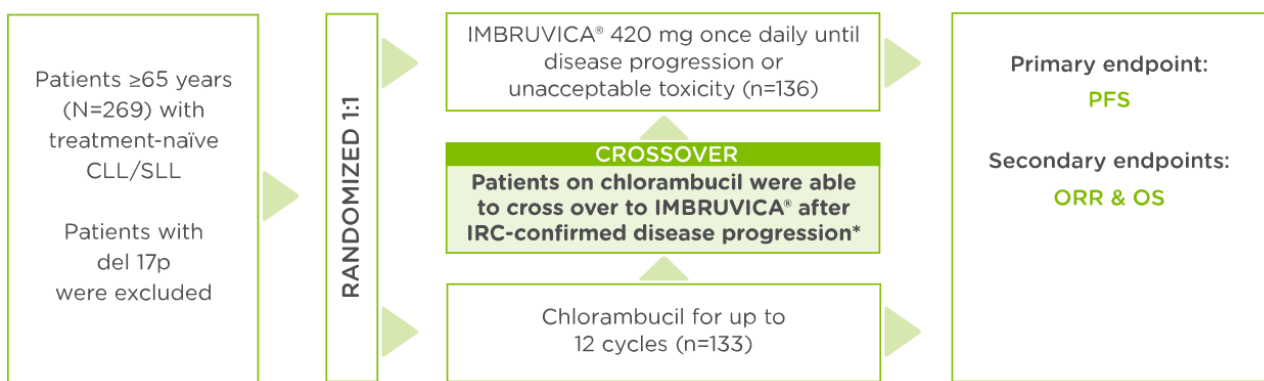 Patients ≥65 years
(N=269) with
treatment-naïve
CLL/SLL
Patients with
del 17p
were excluded
RANDOMIZED 1:1
IMBRUVICA® 420 mg once daily until
disease progression or
unacceptable toxicity (n=136)
CROSSOVER
Patients on chlorambucil were able
to cross over to IMBRUVICA® after
IRC-confirmed disease progression*
Chlorambucil for up to
12 cycles (n=133)
Primary endpoint:
PFS
Secondary endpoints:
ORR & OS